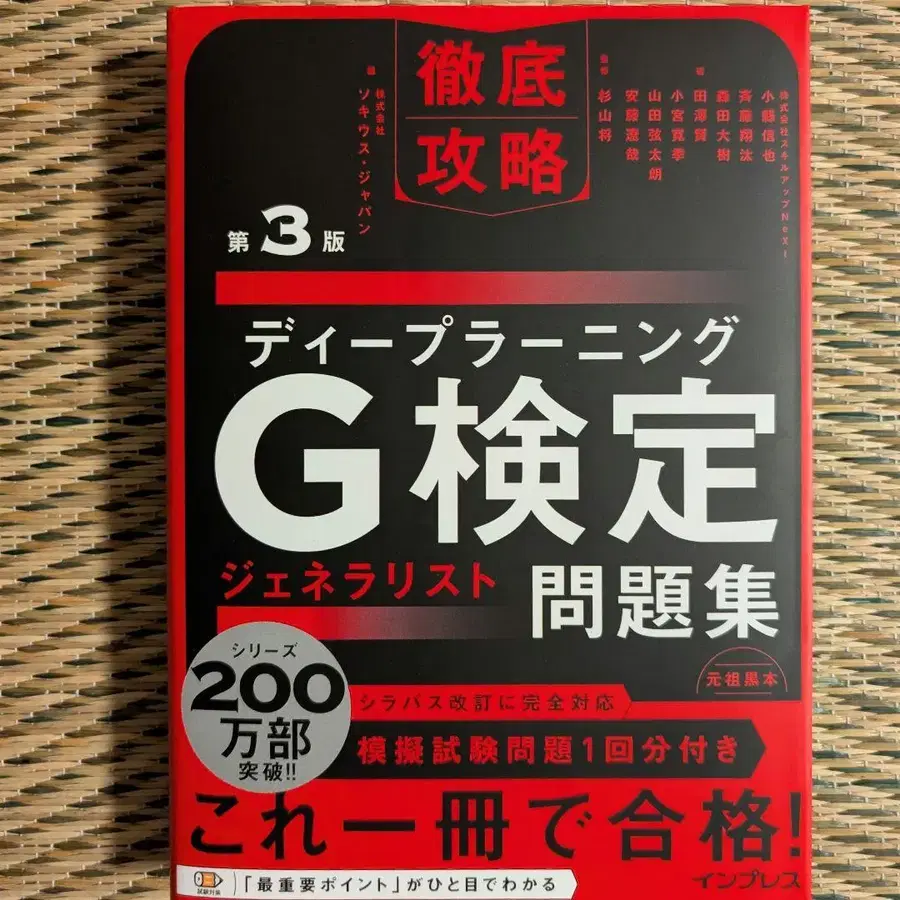 徹底攻略
株式会社スキルアップNeXt
小縣信也
斉藤翔汰
森田大樹
田澤賢
著
小宮寛季
山田弦太朗
安藤憲哉
杉山将
監修
株式会社
ソキウス・ジャパン
編
第3版
ディープラーニング
G検定
ジェネラリスト
問題集
元祖黒本
シリーズ
200
万部
突破!!
シラバス改訂に完全対応
模擬試験問題1回分付き
これ一冊で合格!
試験対策
「最重要ポイント」がひと目でわかる
インプレス